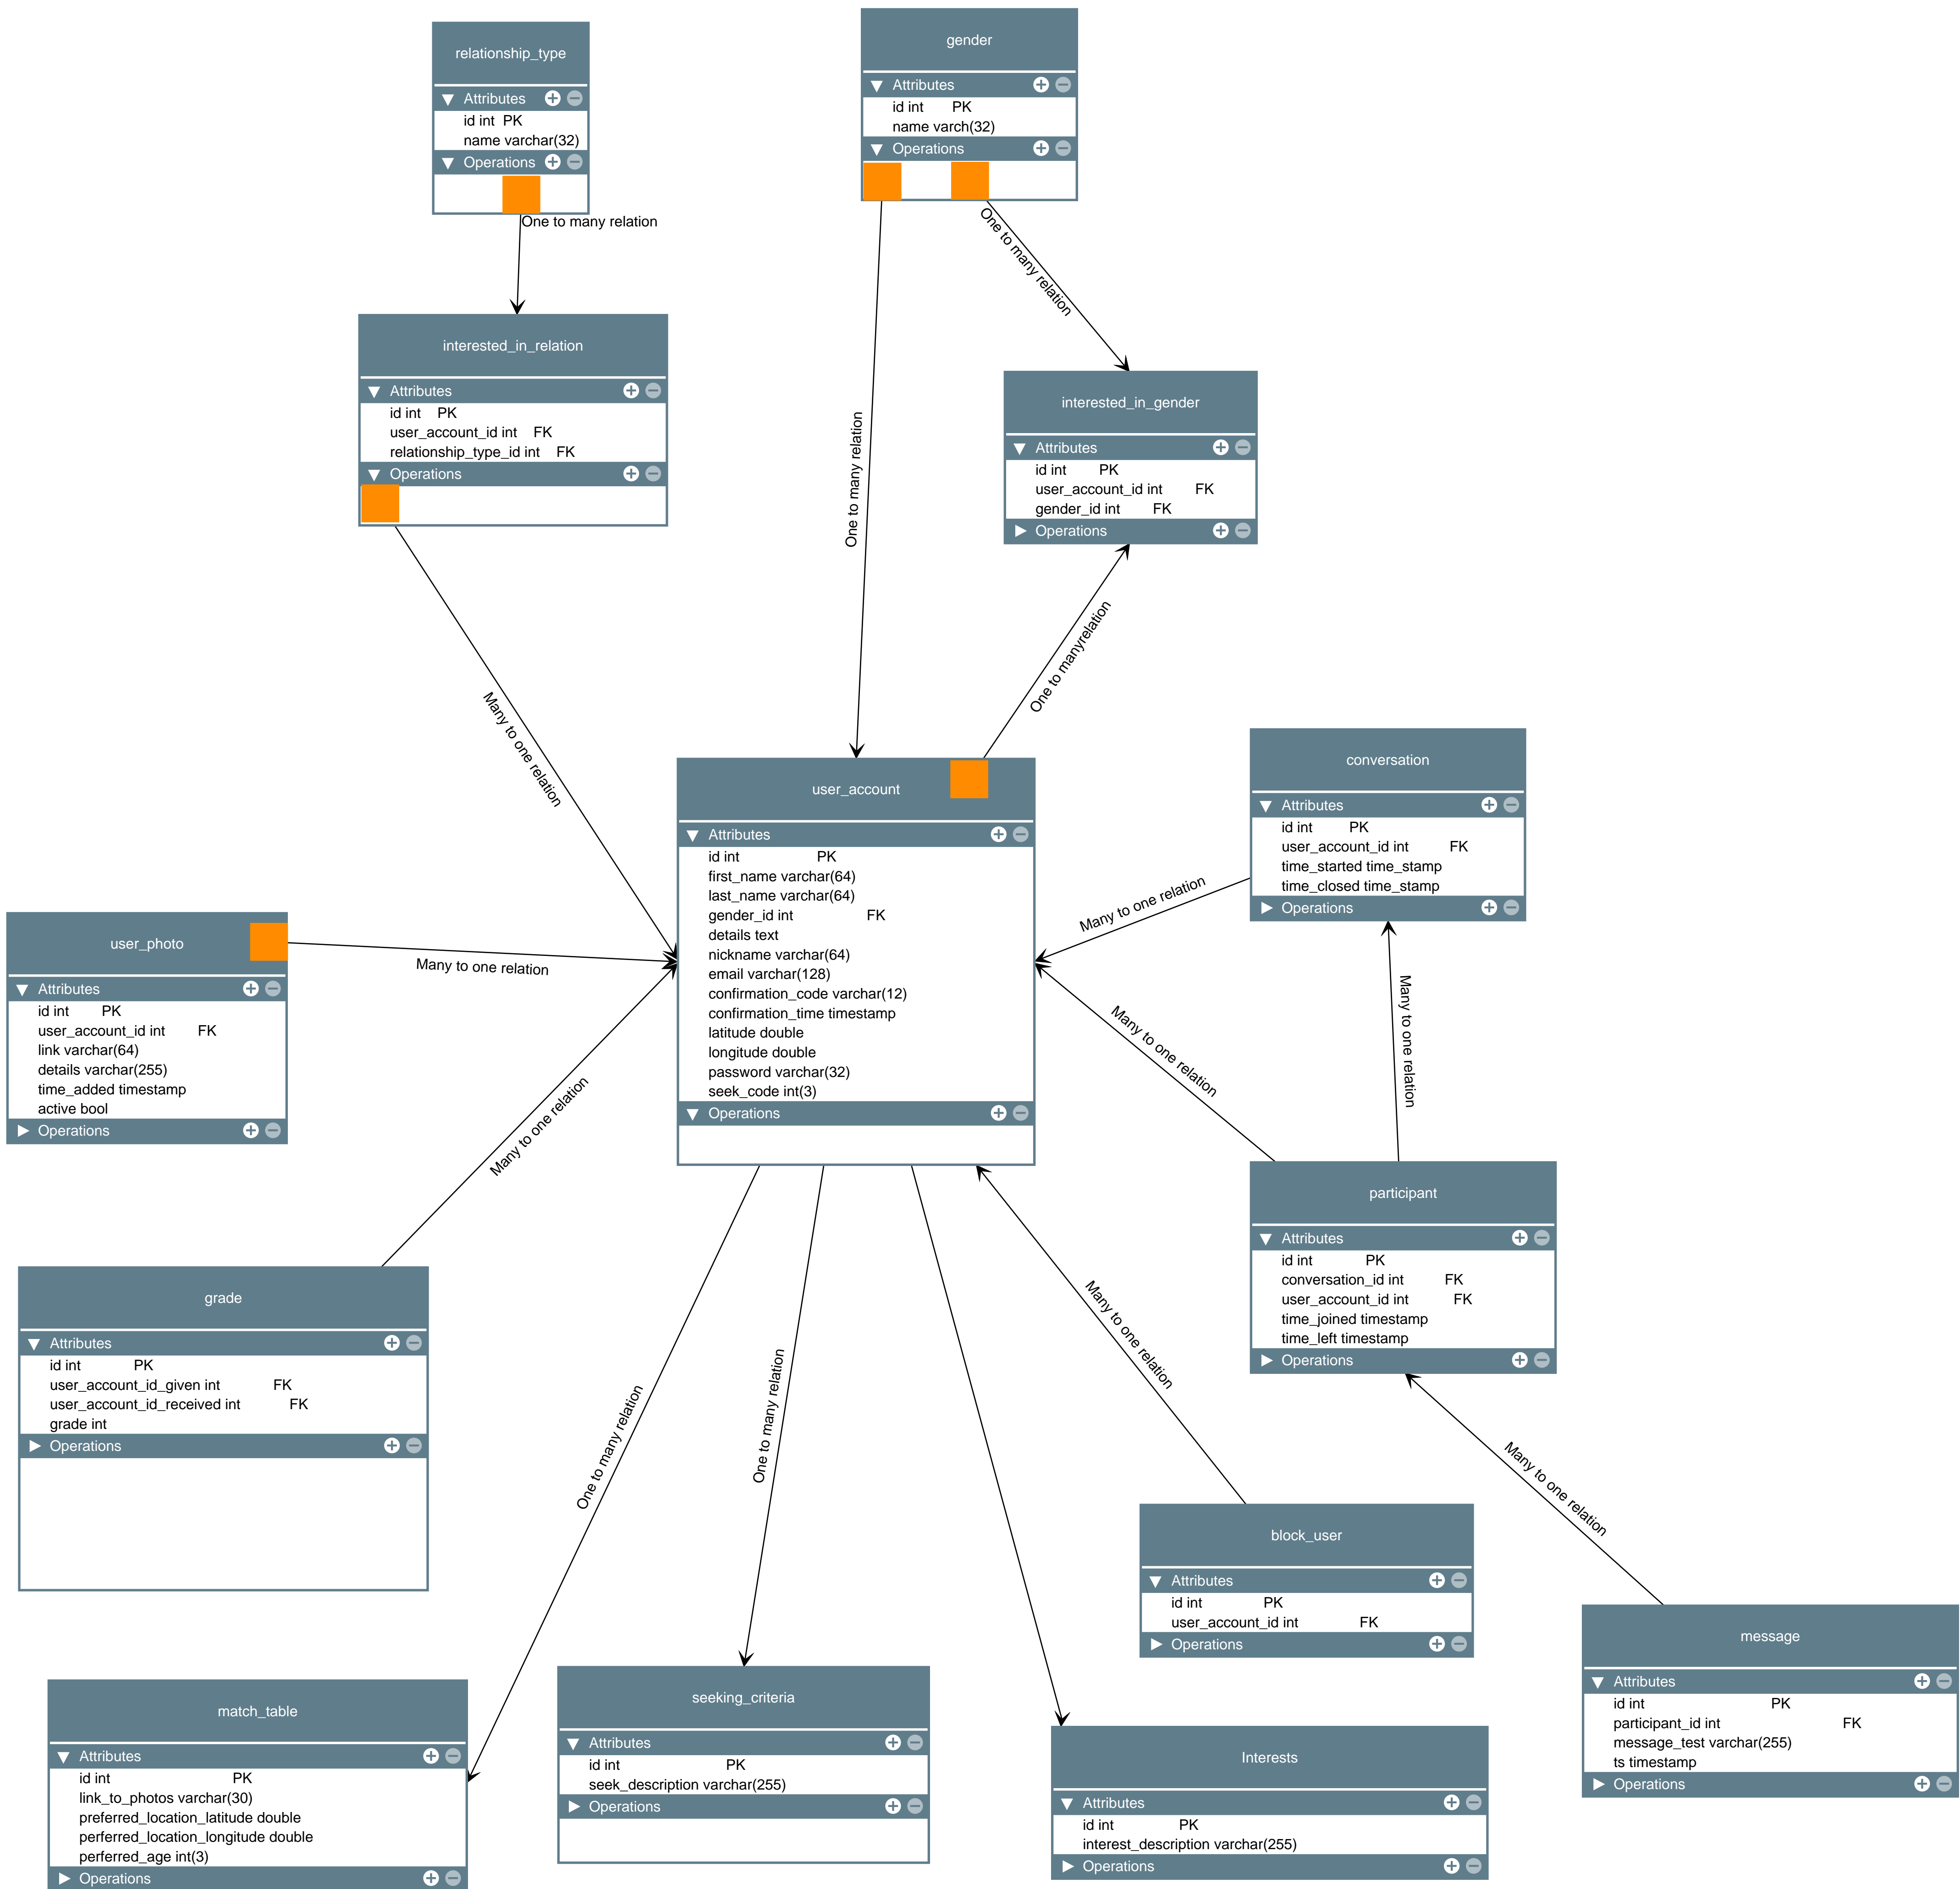 relationship_type
Attributes
id int PK
name varchar(32)
Operations
One to many relation
gender
Attributes
id int PK
name varch(32)
Operations
One to many relation
One to many relation
interested_in_relation
Attributes
id int PK
user_account_id int FK
relationship_type_id int FK
Operations
Many to one relation
interested_in_gender
Attributes
id int PK
user_account_id int FK
gender_id int FK
Operations
One to manyrelation
user_account
Attributes
id int PK
first_name varchar(64)
last_name varchar(64)
gender_id int FK
details text
nickname varchar(64)
email varchar(128)
confirmation_code varchar(12)
confirmation_time timestamp
latitude double
longitude double
password varchar(32)
seek_code int(3)
Operations
conversation
Attributes
id int PK
user_account_id int FK
time_started time_stamp
time_closed time_stamp
Operations
Many to one relation
Many to one relation
Many to one relation
user_photo
Attributes
id int PK
user_account_id int FK
link varchar(64)
details varchar(255)
time_added timestamp
active bool
Operations
Many to one relation
Many to one relation
participant
Attributes
id int PK
conversation_id int FK
user_account_id int FK
time_joined timestamp
time_left timestamp
Operations
grade
Attributes
id int PK
user_account_id_given int FK
user_account_id_received int FK
grade int
Operations
One to many relation
One to many relation
Many to one relation
Many to one relation
block_user
Attributes
id int PK
user_account_id int FK
Operations
message
Attributes
id int PK
participant_id int FK
message_test varchar(255)
ts timestamp
Operations
match_table
Attributes
id int PK
link_to_photos varchar(30)
preferred_location_latitude double
perferred_location_longitude double
perferred_age int(3)
Operations
seeking_criteria
Attributes
id int PK
seek_description varchar(255)
Operations
Interests
Attributes
id int PK
interest_description varchar(255)
Operations